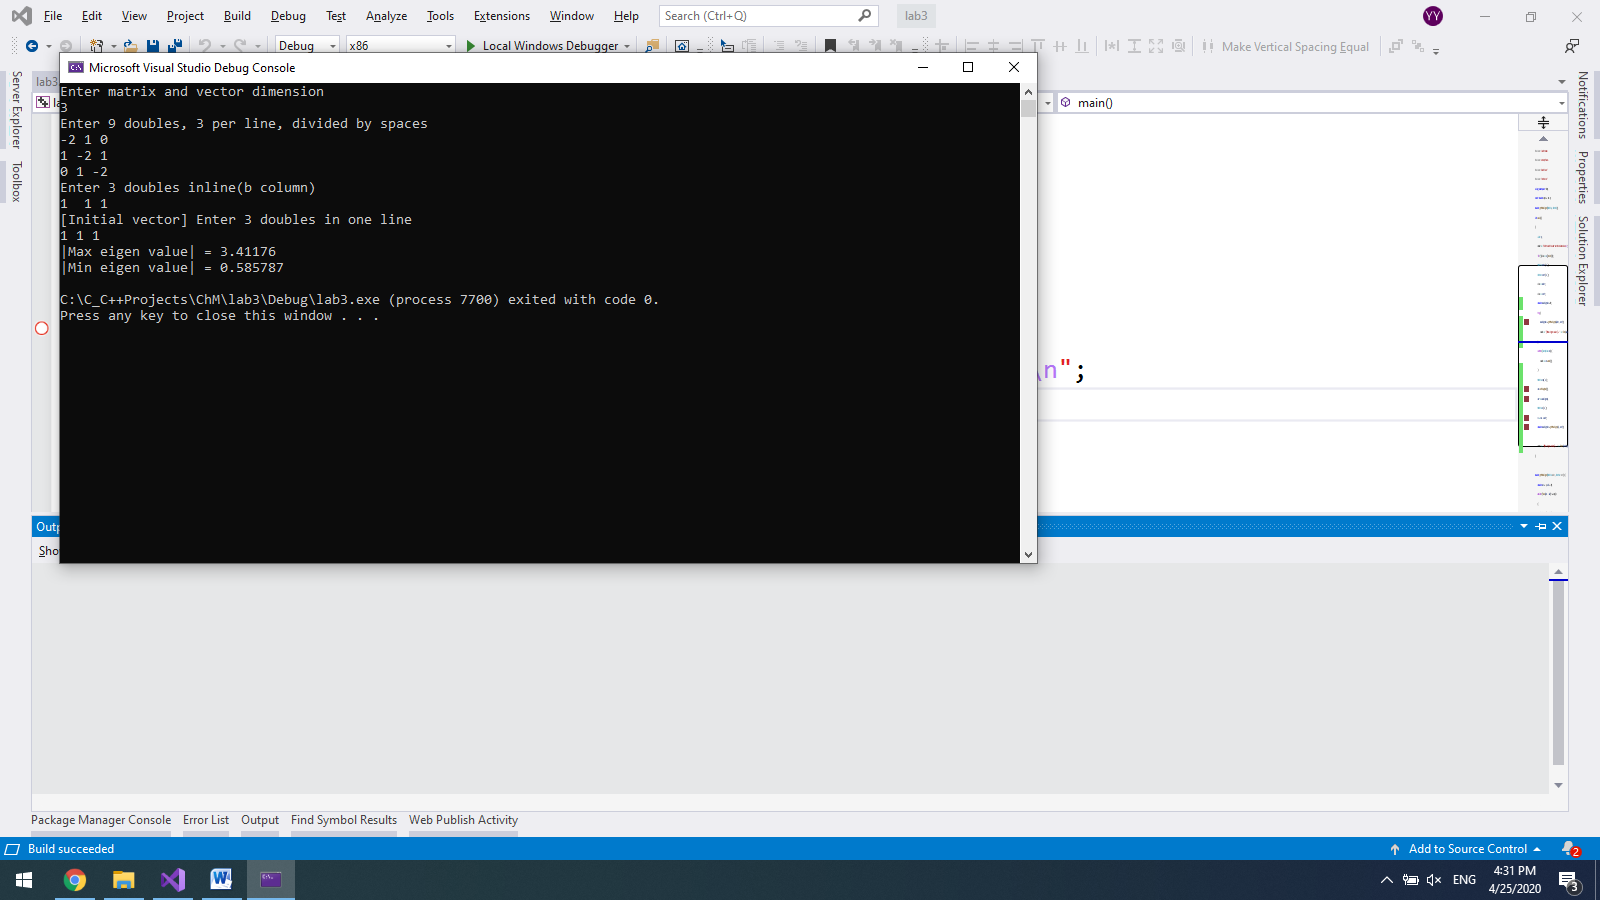 File Edit View Project Build Debug Test Analyze Tools Extensions Window Help Search (Ctrl+Q) lab3 YY
Debug x86 Local Windows Debugger Make Vertical Spacing Equal
Microsoft Visual Studio Debug Console
Enter matrix and vector dimension
3
Enter 9 doubles, 3 per line, divided by spaces
-2 1 0
1 -2 1
0 1 -2
Enter 3 doubles inline(b column)
1  1 1
[Initial vector] Enter 3 doubles in one line
1 1 1
|Max eigen value| = 3.41176
|Min eigen value| = 0.585787
C:\C_C++Projects\ChM\lab3\Debug\lab3.exe (process 7700) exited with code 0.
Press any key to close this window . . .
Server Explorer
Toolbox
lab3
main()
\n";
Notifications
Properties
Solution Explorer
Outp
Sho
Package Manager Console Error List Output Find Symbol Results Web Publish Activity
Build succeeded Add to Source Control 2
ENG 4:31 PM
4/25/2020 3